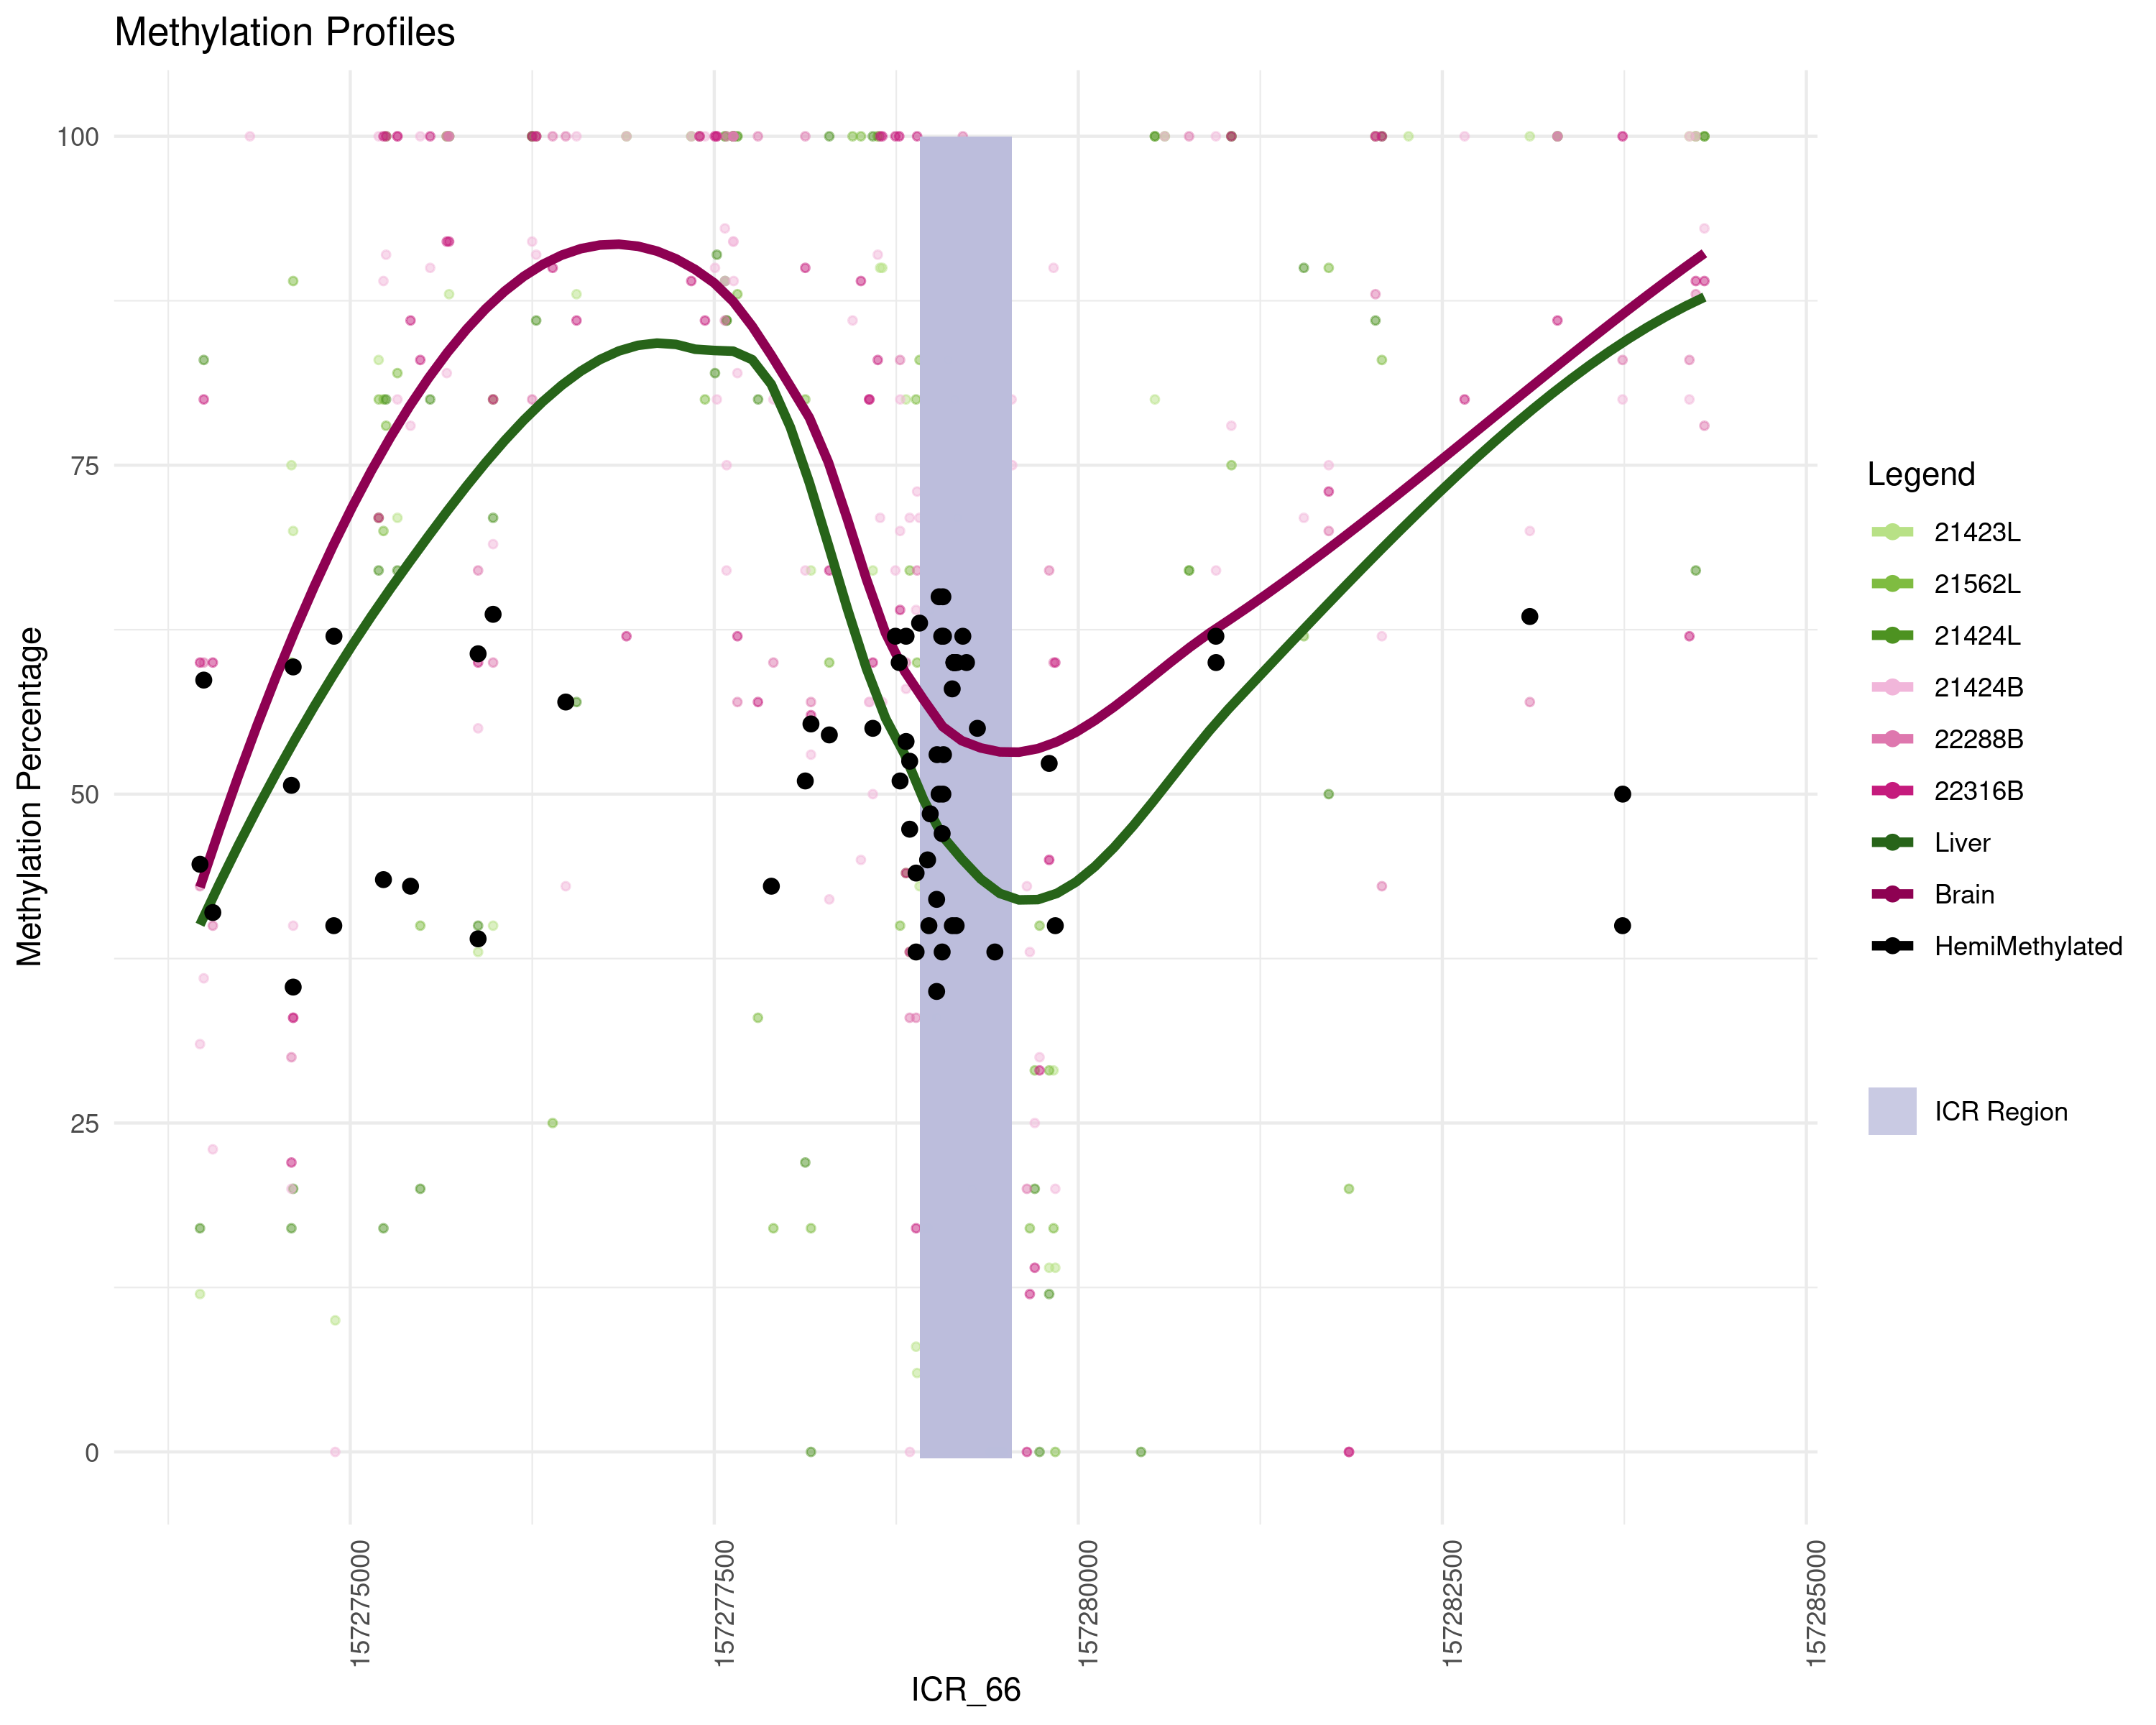 Methylation Profiles
100
75
50
25
0
Methylation Percentage
157275000
157277500
157280000
157282500
157285000
ICR_66
Legend
21423L
21562L
21424L
21424B
22288B
22316B
Liver
Brain
HemiMethylated
ICR Region